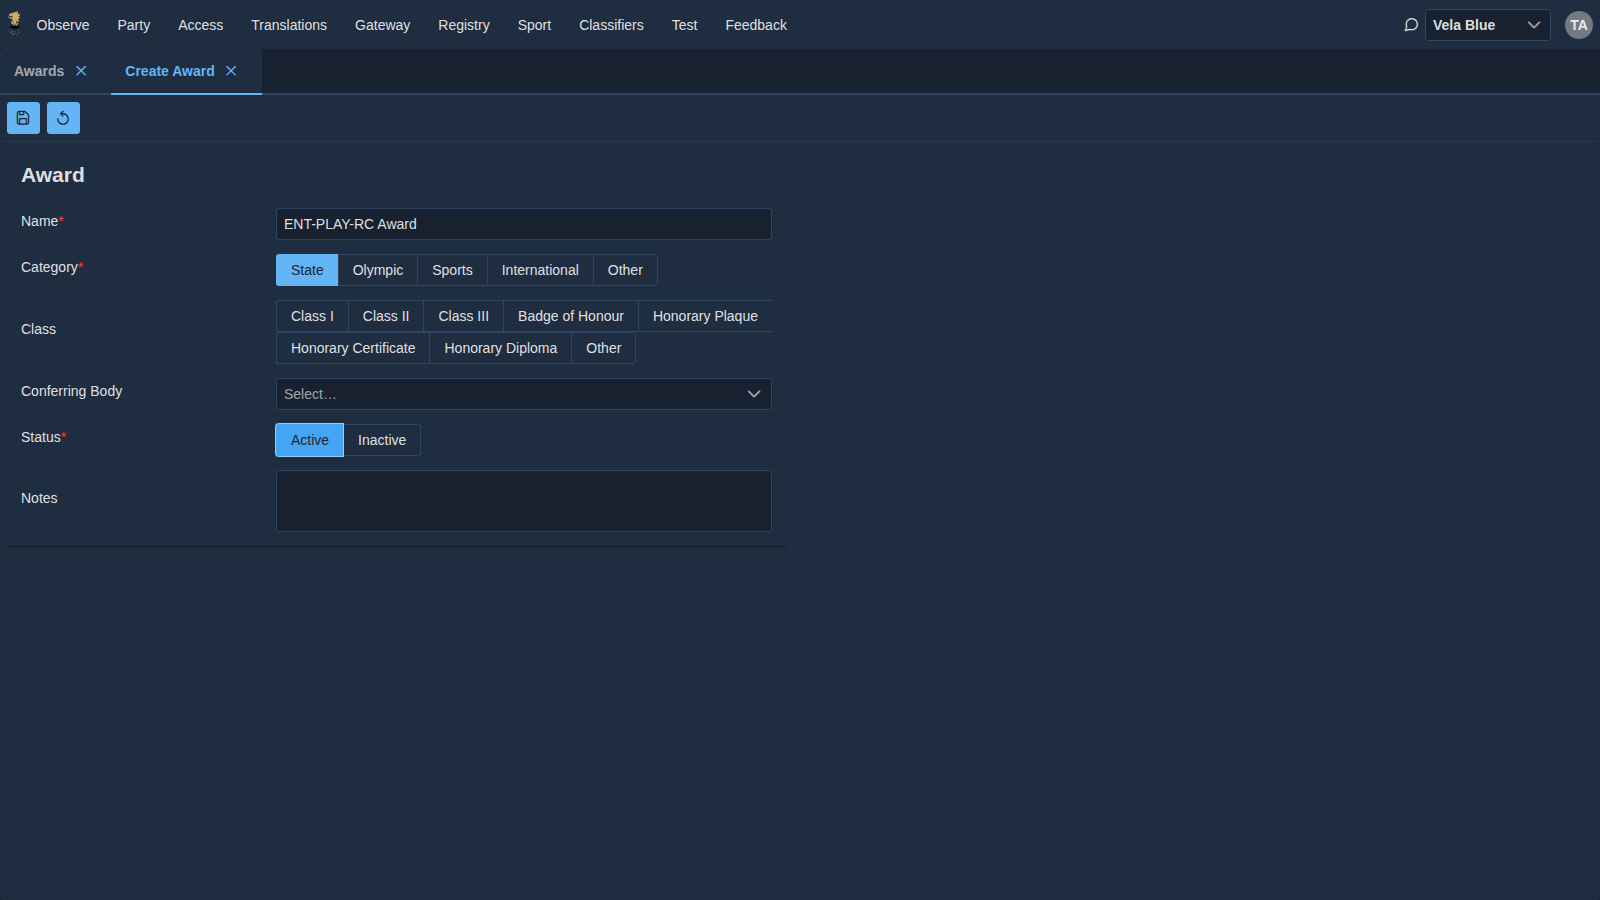 Observe Party Access Translations Gateway Registry Sport Classifiers Test Feedback Vela Blue TA
Awards Create Award
Award
Name* ENT-PLAY-RC Award
Category* State Olympic Sports International Other
Class Class I Class II Class III Badge of Honour Honorary Plaque
Honorary Certificate Honorary Diploma Other
Conferring Body Select...
Status* Active Inactive
Notes